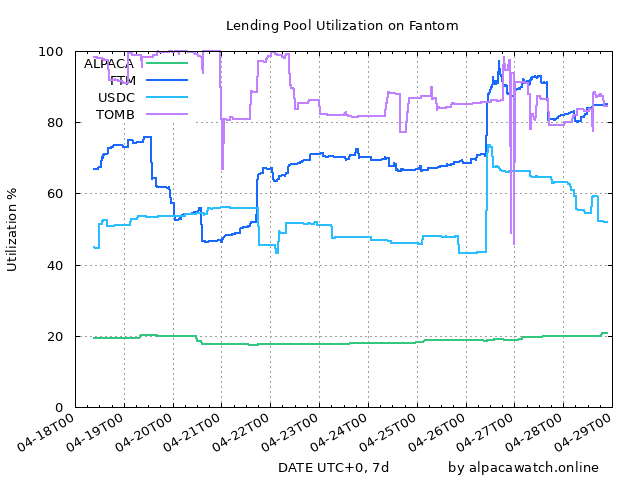 Lending Pool Utilization on Fantom
100
80
60
40
20
0
Utilization %
ALPACA
FTM
USDC
TOMB
04-18T00
04-19T00
04-20T00
04-21T00
04-22T00
04-23T00
04-24T00
04-25T00
04-26T00
04-27T00
04-28T00
04-29T00
DATE UTC+0, 7d
by alpacawatch.online